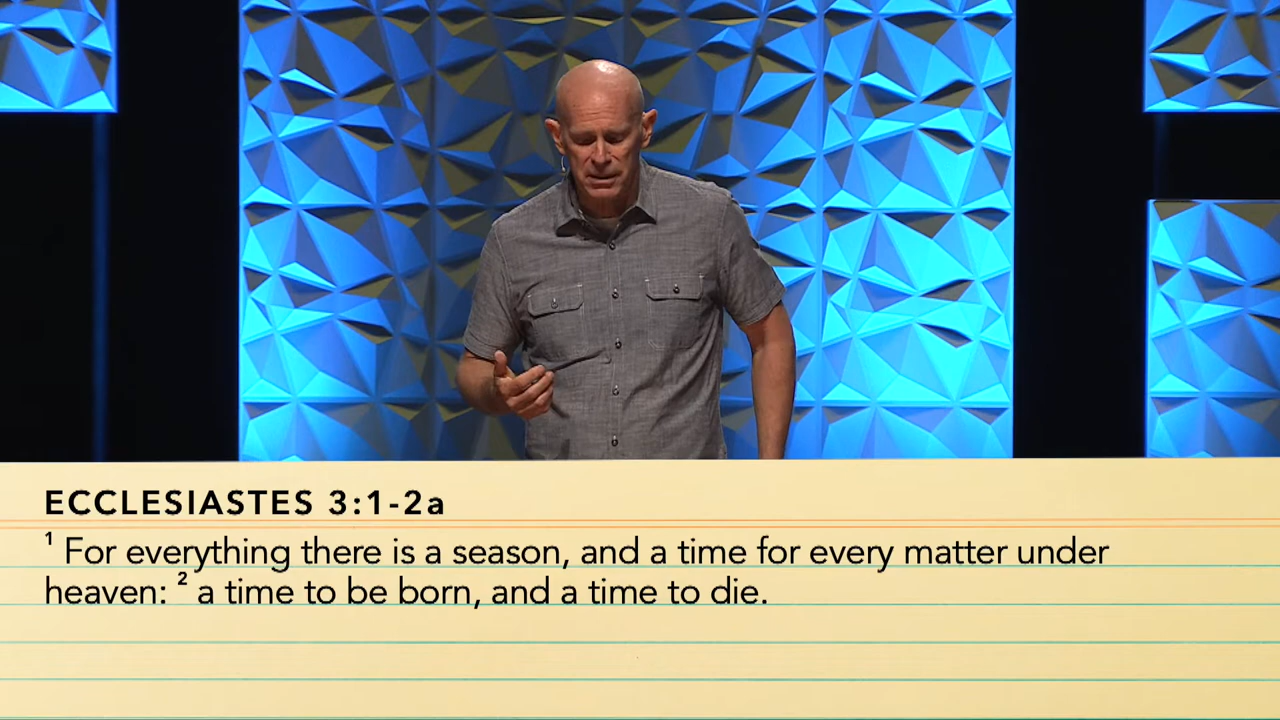 ECCLESIASTES 3:1-2a
¹ For everything there is a season, and a time for every matter under
heaven: ² a time to be born, and a time to die.